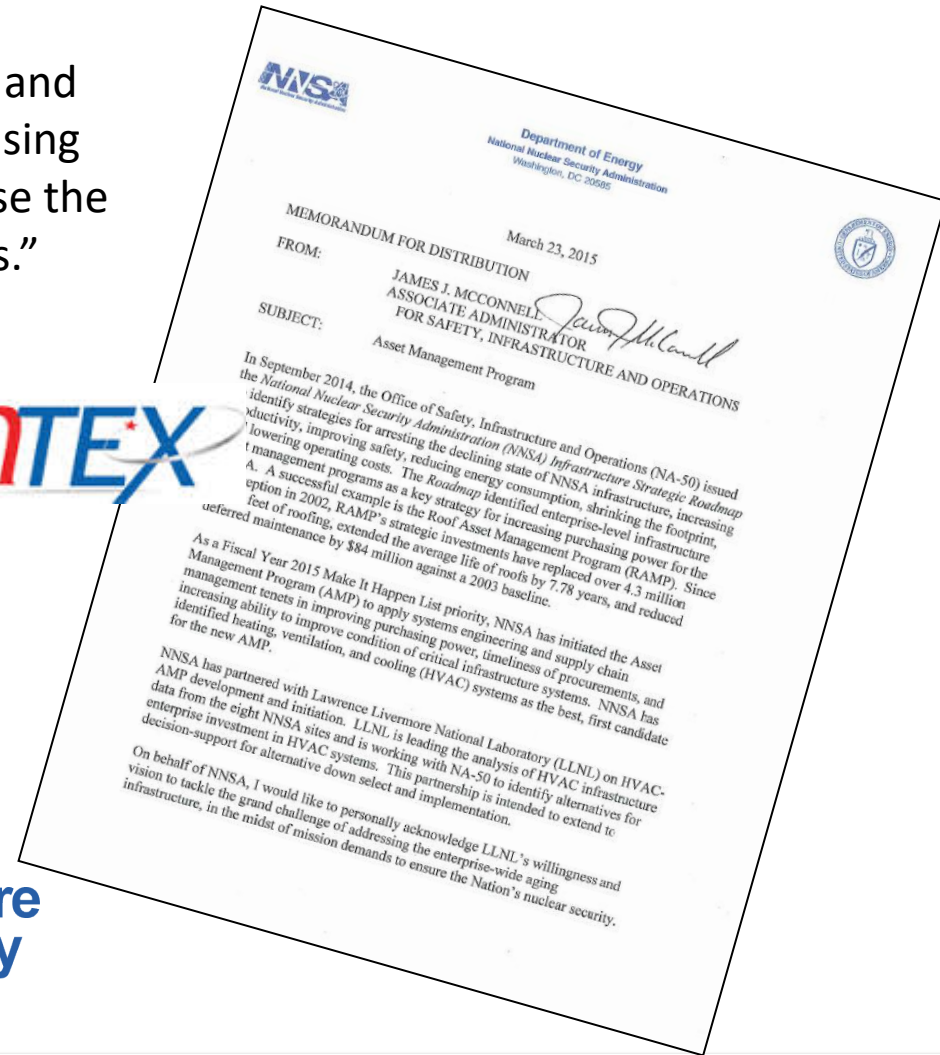 and
sing
se the
s.”
NNSA
National Nuclear Security Administration
Department of Energy
National Nuclear Security Administration
Washington, DC 20585
March 23, 2015
MEMORANDUM FOR DISTRIBUTION
FROM:
JAMES J. MCCONNELL
ASSOCIATE ADMINISTRATOR
FOR SAFETY, INFRASTRUCTURE AND OPERATIONS
SUBJECT:
Asset Management Program
In September 2014, the Office of Safety, Infrastructure and Operations (NA-50) issued
the National Nuclear Security Administration (NNSA) Infrastructure Strategic Roadmap
identify strategies for arresting the declining state of NNSA infrastructure, increasing
ductivity, improving safety, reducing energy consumption, shrinking the footprint,
lowering operating costs. The Roadmap identified enterprise-level infrastructure
t management programs as a key strategy for increasing purchasing power for the
A. A successful example is the Roof Asset Management Program (RAMP). Since
eption in 2002, RAMP’s strategic investments have replaced over 4.3 million
feet of roofing, extended the average life of roofs by 7.78 years, and reduced
deferred maintenance by $84 million against a 2003 baseline.
As a Fiscal Year 2015 Make It Happen List priority, NNSA has initiated the Asset
Management Program (AMP) to apply systems engineering and supply chain
management tenets in improving purchasing power, timeliness of procurements, and
increasing ability to improve condition of critical infrastructure systems. NNSA has
identified heating, ventilation, and cooling (HVAC) systems as the best, first candidate
for the new AMP.
NNSA has partnered with Lawrence Livermore National Laboratory (LLNL) on HVAC-
AMP development and initiation. LLNL is leading the analysis of HVAC infrastructure
data from the eight NNSA sites and is working with NA-50 to identify alternatives for
enterprise investment in HVAC systems. This partnership is intended to extend to
decision-support for alternative down select and implementation.
On behalf of NNSA, I would like to personally acknowledge LLNL’s willingness and
vision to tackle the grand challenge of addressing the enterprise-wide aging
infrastructure, in the midst of mission demands to ensure the Nation’s nuclear security.
nTEX
re
y